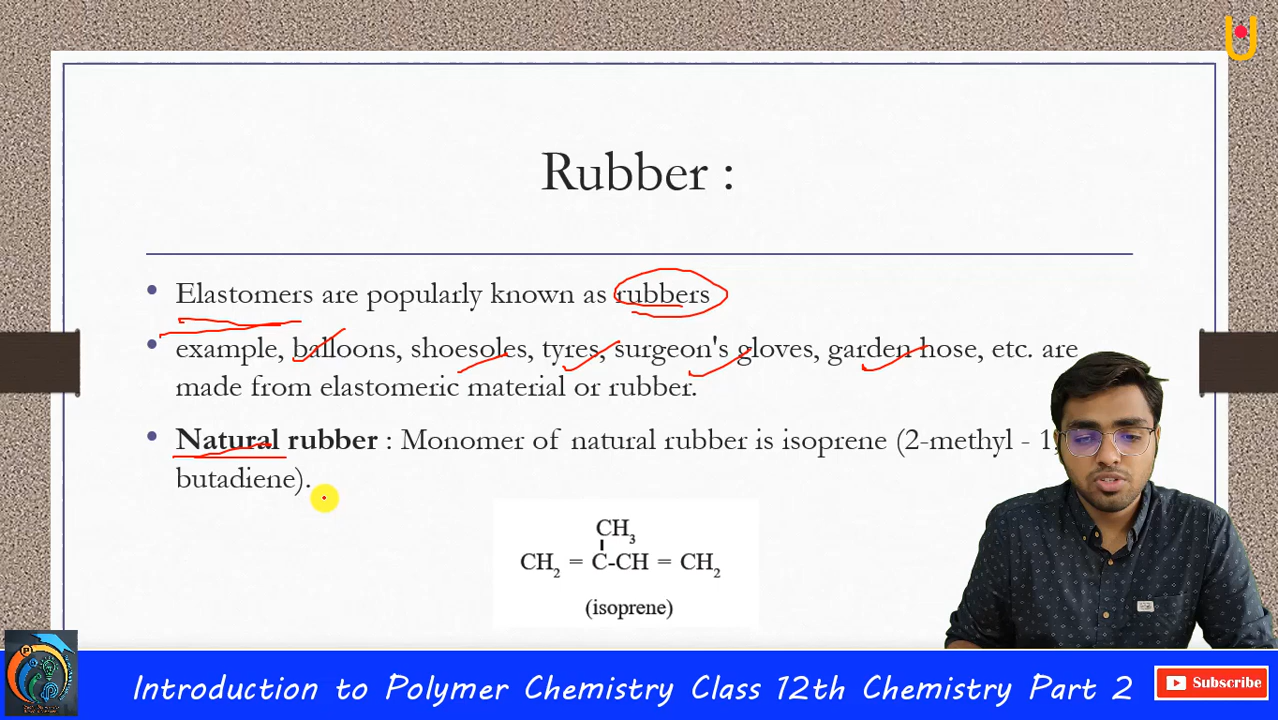 Rubber :
• Elastomers are popularly known as rubbers
• example, balloons, shoesoles, tyres, surgeon's gloves, garden hose, etc. are
made from elastomeric material or rubber.
• Natural rubber : Monomer of natural rubber is isoprene (2-methyl - 1,
butadiene).
CH3
CH2 = C-CH = CH2
(isoprene)
Introduction to Polymer Chemistry Class 12th Chemistry Part 2
Subscribe